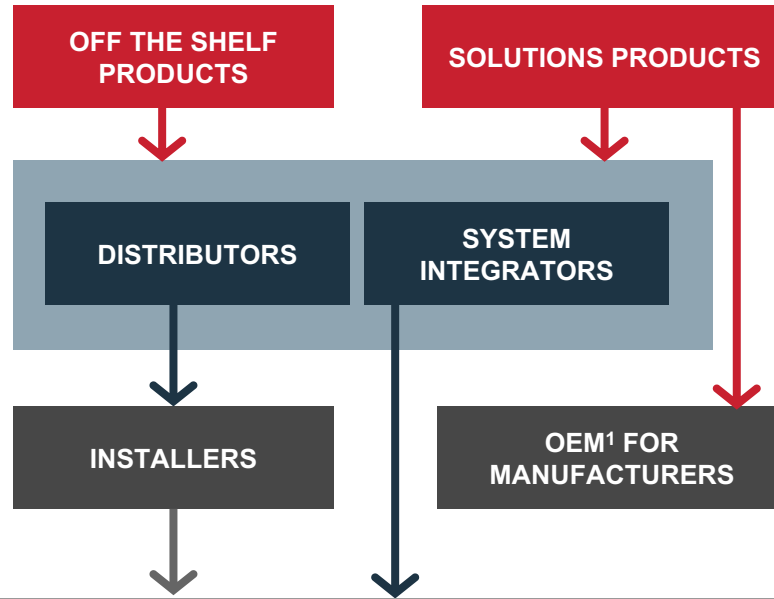 OFF THE SHELF
PRODUCTS
SOLUTIONS PRODUCTS
DISTRIBUTORS
SYSTEM
INTEGRATORS
INSTALLERS
OEM¹ FOR
MANUFACTURERS